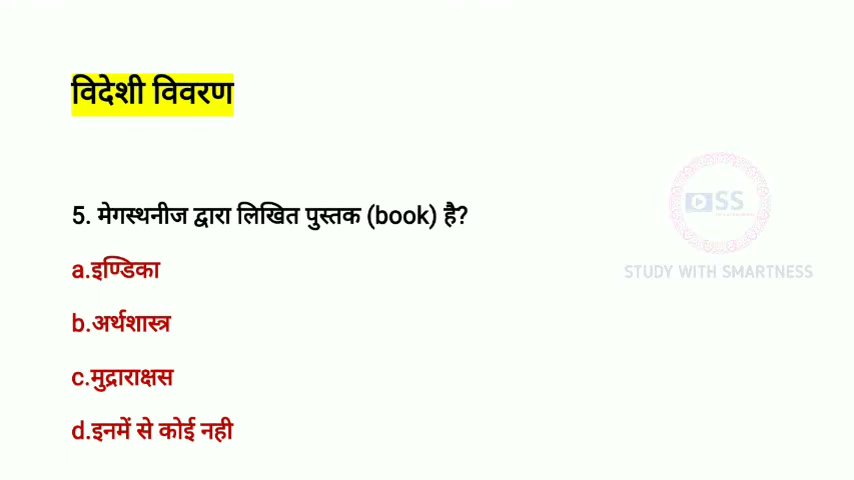 विदेशी विवरण
5. मेगस्थनीज द्वारा लिखित पुस्तक (book) है?
a.इण्डिका
b.अर्थशास्त्र
c.मुद्राराक्षस
d.इनमें से कोई नही
SS
STUDY WITH SMARTNESS